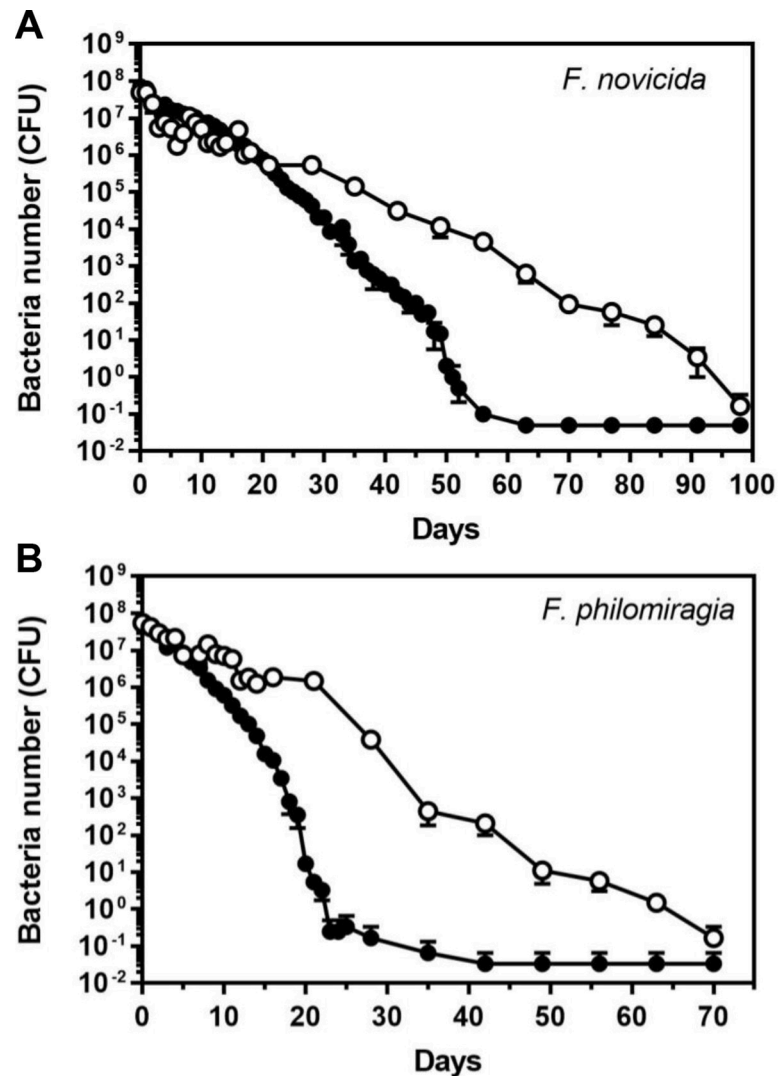 A
F. novicida
Bacteria number (CFU)
10⁹
10⁸
10⁷
10⁶
10⁵
10⁴
10³
10²
10¹
10⁰
10⁻¹
10⁻²
0 10 20 30 40 50 60 70 80 90 100
Days
B
F. philomiragia
Bacteria number (CFU)
10⁹
10⁸
10⁷
10⁶
10⁵
10⁴
10³
10²
10¹
10⁰
10⁻¹
10⁻²
0 10 20 30 40 50 60 70
Days